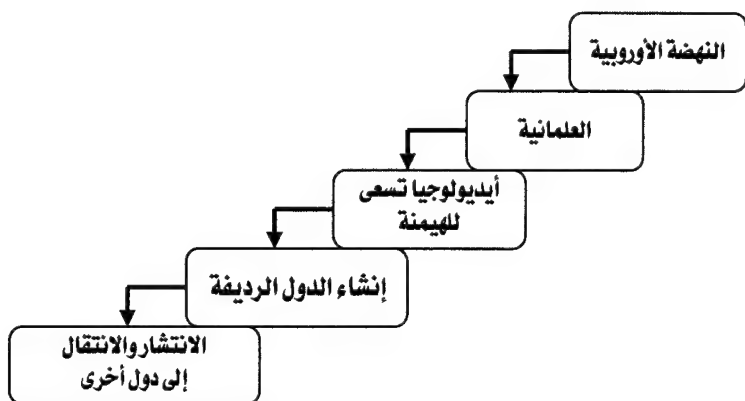 النهضة الأوروبية
العلمانية
أيديولوجيا تسعى
للهيمنة
إنشاء الدول الرديفة
الانتشار والانتقال
إلى دول أخرى